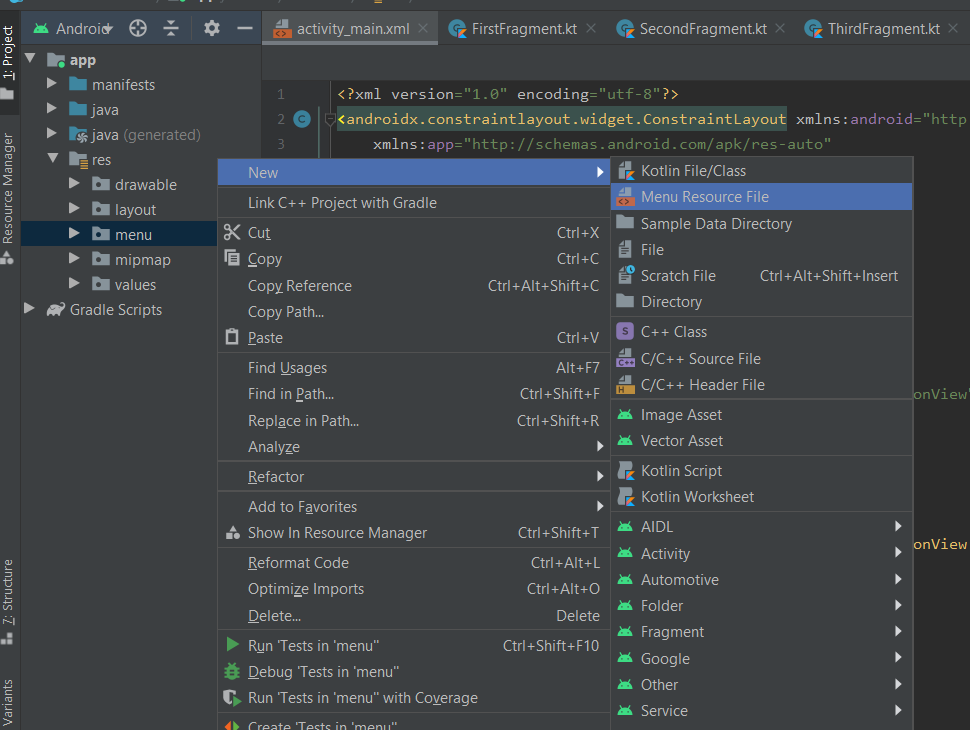 Android
activity_main.xml
FirstFragment.kt
SecondFragment.kt
ThirdFragment.kt
1: Project
Resource Manager
7: Structure
Variants
app
manifests
java
java (generated)
res
drawable
layout
menu
mipmap
values
Gradle Scripts
1 <?xml version="1.0" encoding="utf-8"?>
2 <androidx.constraintlayout.widget.ConstraintLayout xmlns:android="http
3 xmlns:app="http://schemas.android.com/apk/res-auto"
onView"
onView
New
Link C++ Project with Gradle
Cut Ctrl+X
Copy Ctrl+C
Copy Reference Ctrl+Alt+Shift+C
Copy Path...
Paste Ctrl+V
Find Usages Alt+F7
Find in Path... Ctrl+Shift+F
Replace in Path... Ctrl+Shift+R
Analyze
Refactor
Add to Favorites
Show In Resource Manager Ctrl+Shift+T
Reformat Code Ctrl+Alt+L
Optimize Imports Ctrl+Alt+O
Delete... Delete
Run 'Tests in 'menu'' Ctrl+Shift+F10
Debug 'Tests in 'menu''
Run 'Tests in 'menu'' with Coverage
Create 'Tests in 'menu''
Kotlin File/Class
Menu Resource File
Sample Data Directory
File
Scratch File Ctrl+Alt+Shift+Insert
Directory
C++ Class
C/C++ Source File
C/C++ Header File
Image Asset
Vector Asset
Kotlin Script
Kotlin Worksheet
AIDL
Activity
Automotive
Folder
Fragment
Google
Other
Service